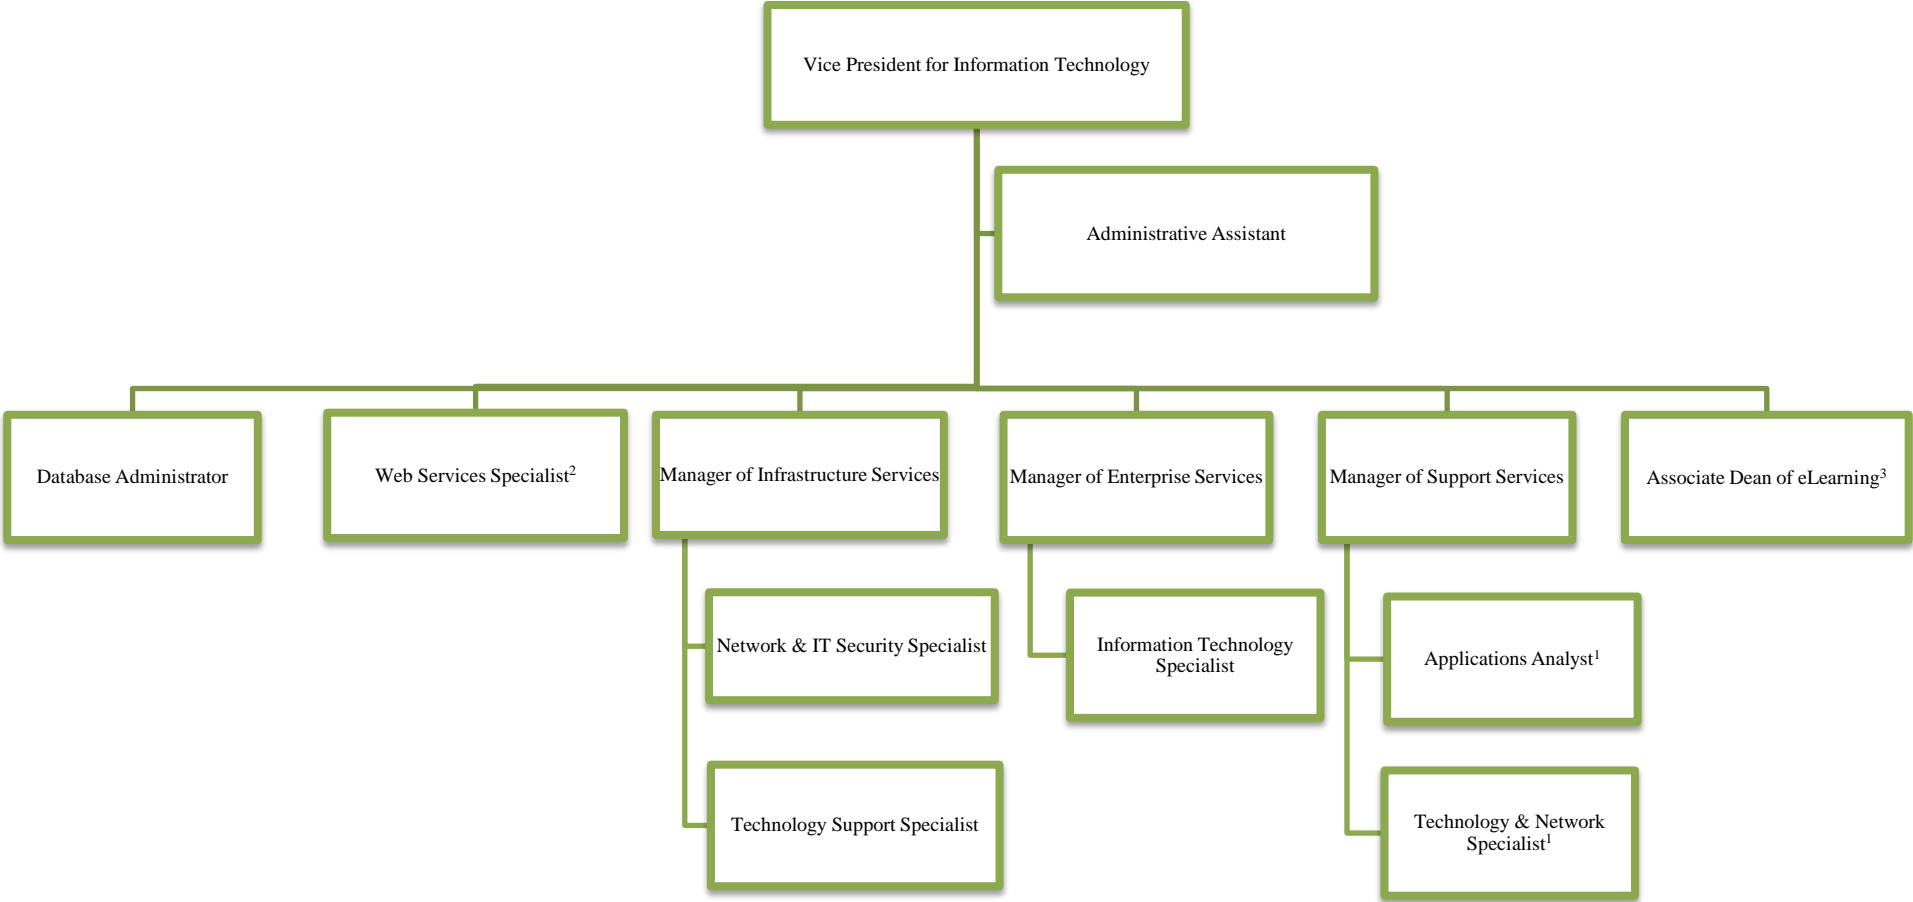 Vice President for Information Technology
Administrative Assistant
Database Administrator
Web Services Specialist²
Manager of Infrastructure Services
Manager of Enterprise Services
Manager of Support Services
Associate Dean of eLearning³
Network & IT Security Specialist
Information Technology
Specialist
Applications Analyst¹
Technology Support Specialist
Technology & Network
Specialist¹